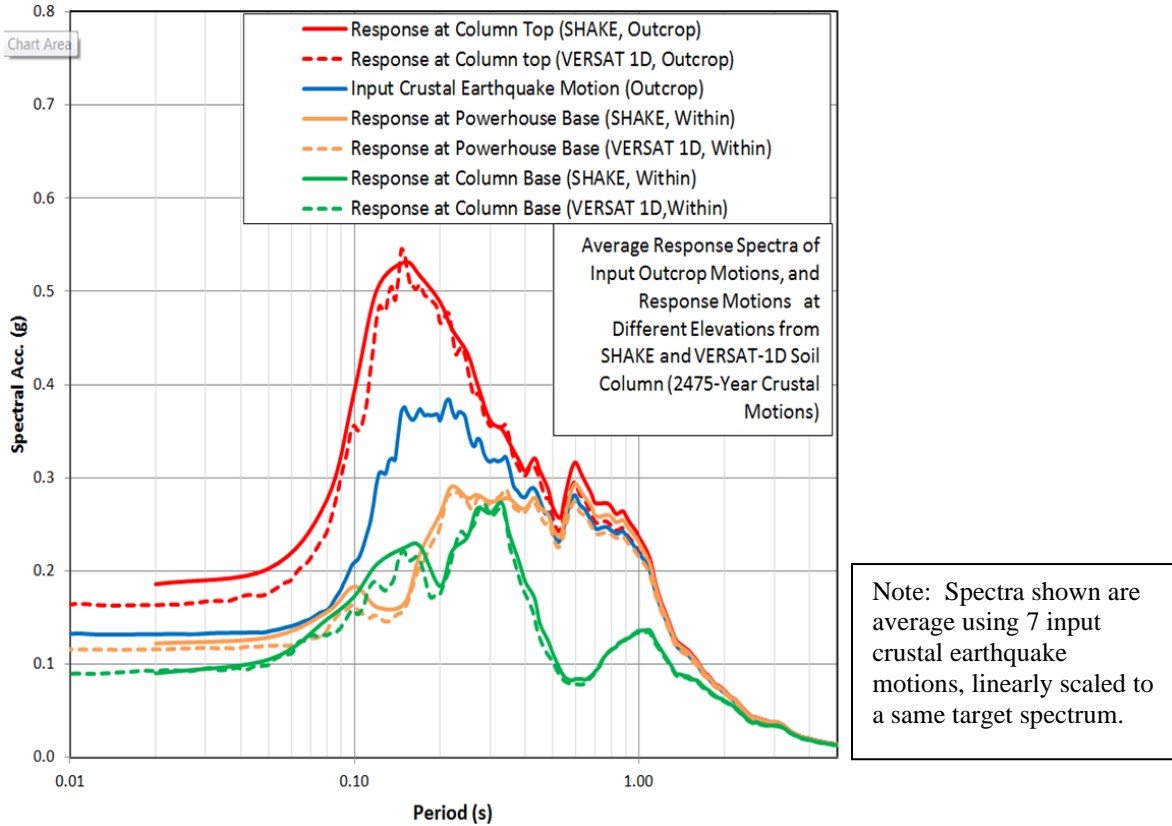 0.8
Chart Area
0.7
0.6
0.5
0.4
0.3
0.2
0.1
0.0
Spectral Acc. (g)
Response at Column Top (SHAKE, Outcrop)
Response at Column top (VERSAT 1D, Outcrop)
Input Crustal Earthquake Motion (Outcrop)
Response at Powerhouse Base (SHAKE, Within)
Response at Powerhouse Base (VERSAT 1D, Within)
Response at Column Base (SHAKE, Within)
Response at Column Base (VERSAT 1D,Within)
Average Response Spectra of
Input Outcrop Motions, and
Response Motions at
Different Elevations from
SHAKE and VERSAT-1D Soil
Column (2475-Year Crustal
Motions)
0.01
0.10
1.00
Period (s)
Note: Spectra shown are
average using 7 input
crustal earthquake
motions, linearly scaled to
a same target spectrum.